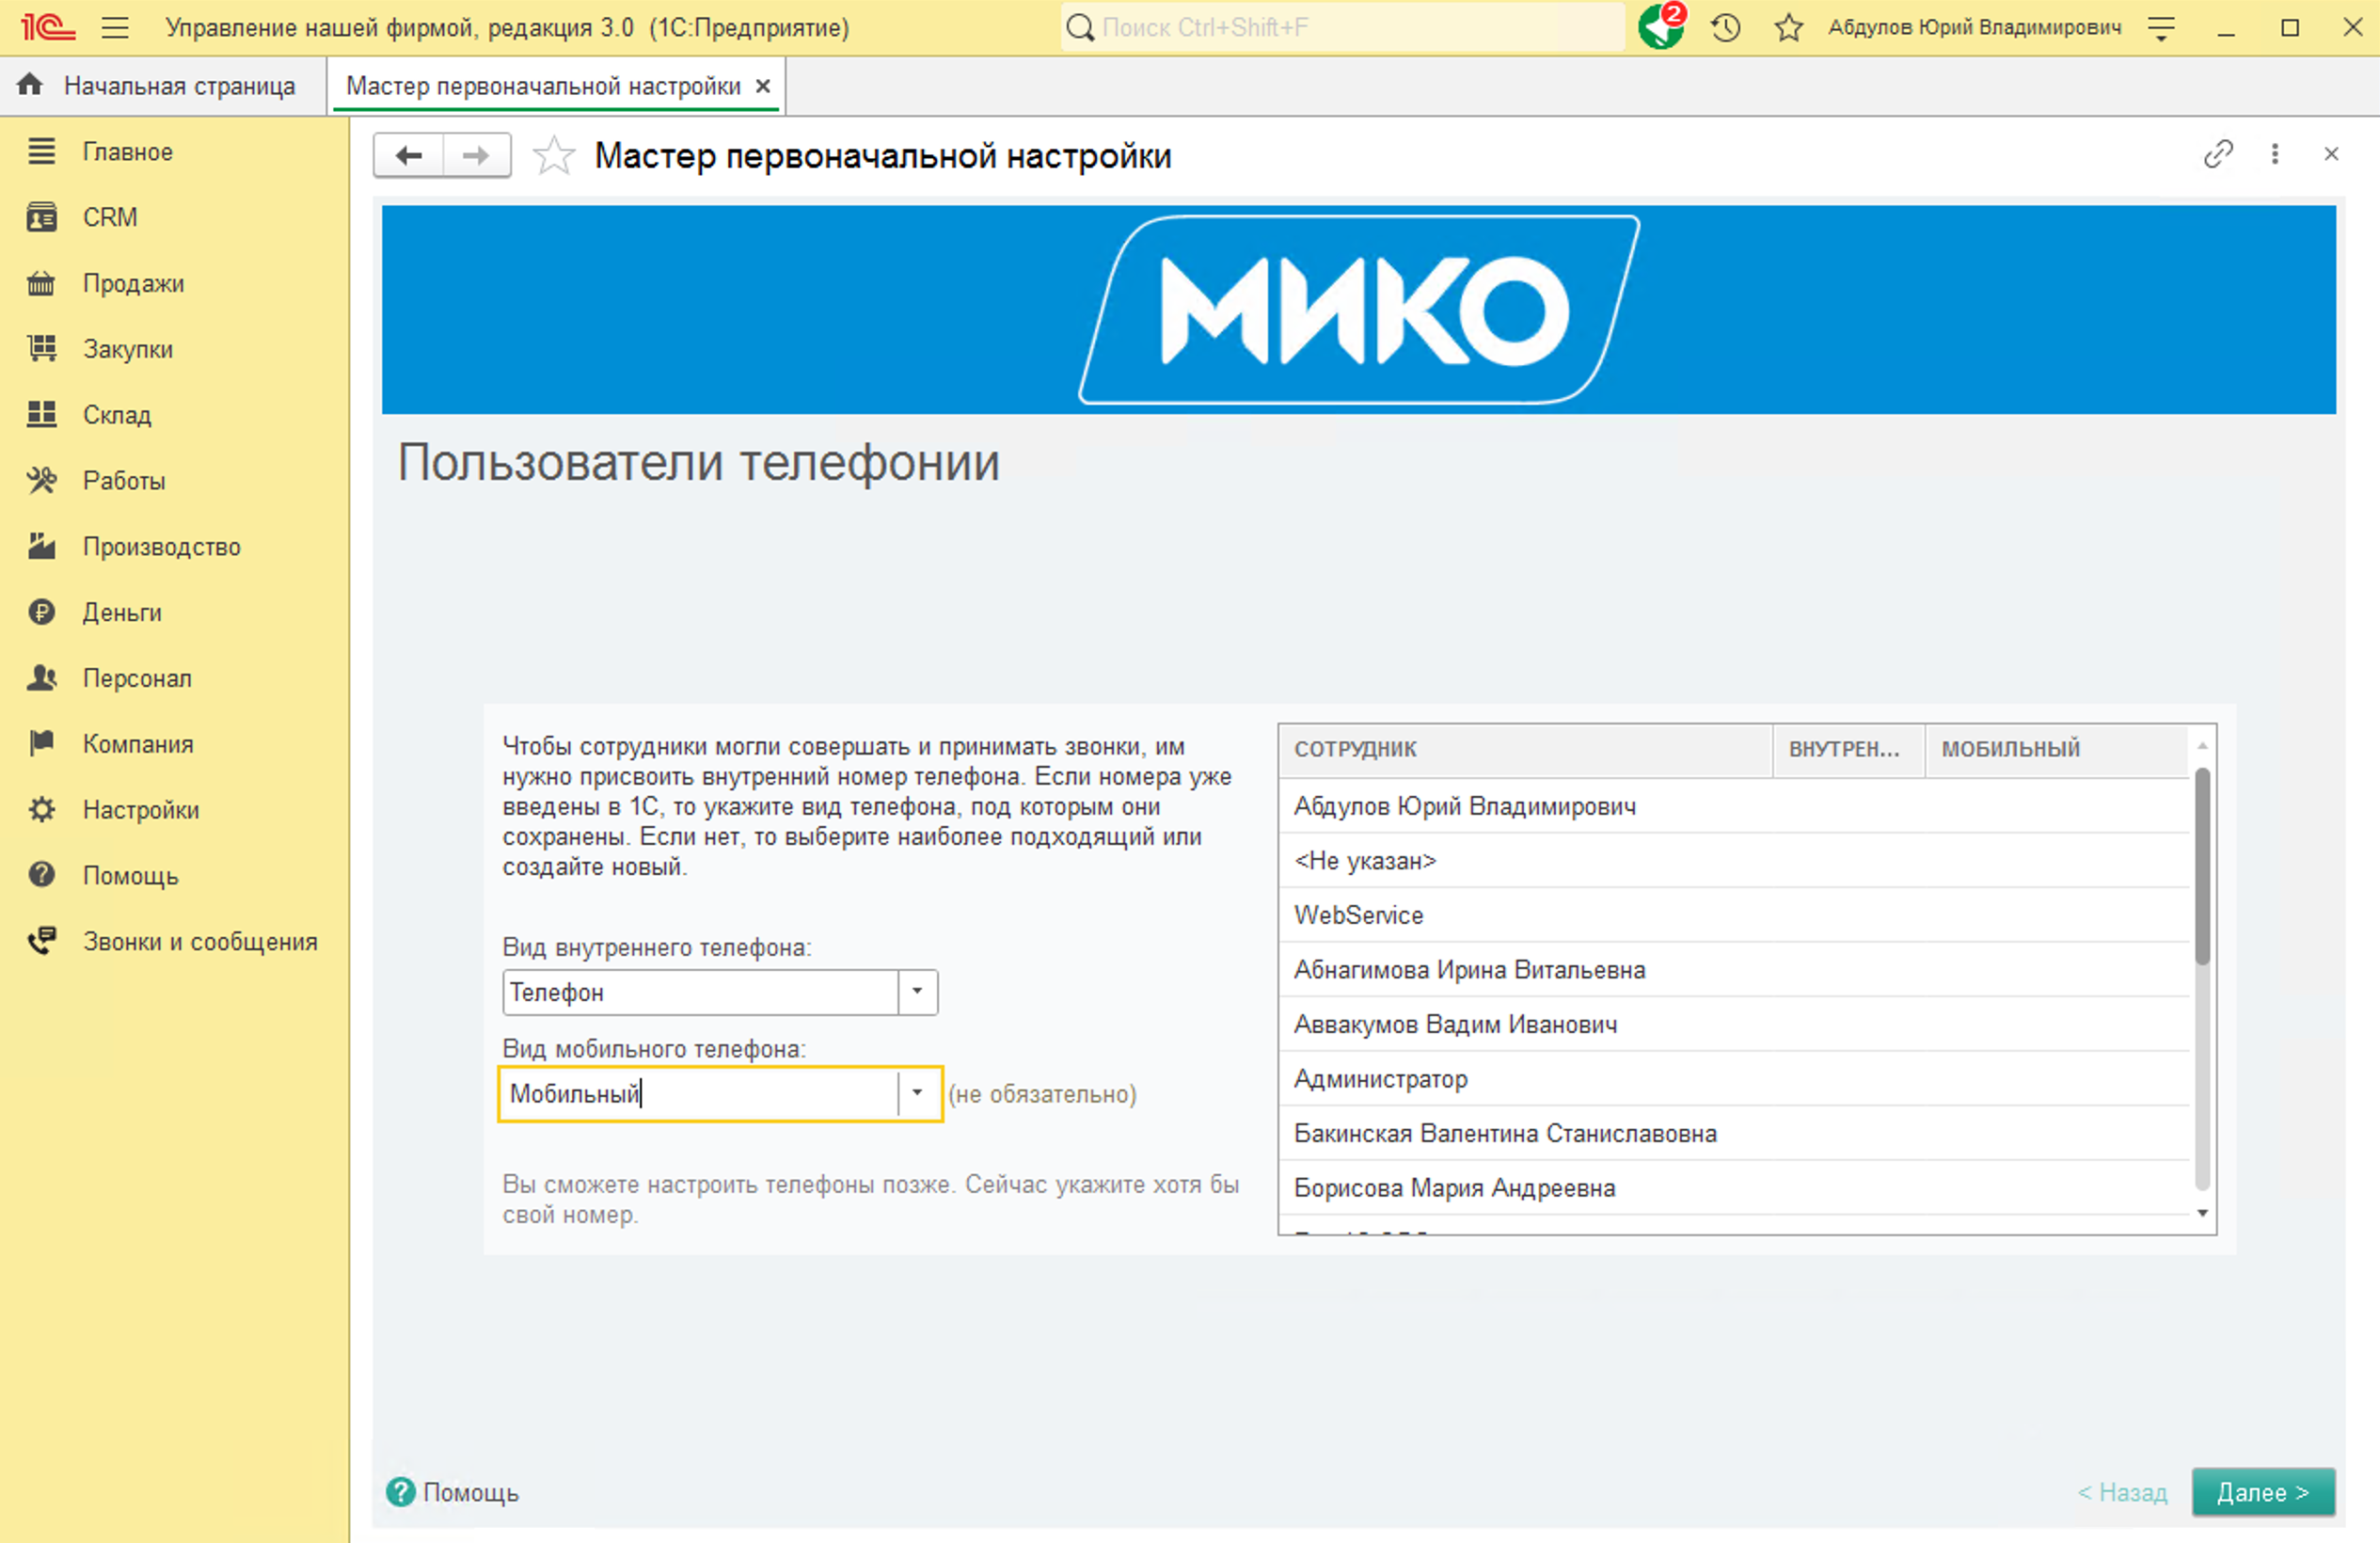 1С Управление нашей фирмой, редакция 3.0 (1С:Предприятие) Поиск Ctrl+Shift+F 2 Абдулов Юрий Владимирович
Начальная страница Мастер первоначальной настройки
Главное
CRM
Продажи
Закупки
Склад
Работы
Производство
Деньги
Персонал
Компания
Настройки
Помощь
Звонки и сообщения
Мастер первоначальной настройки
МИКО
Пользователи телефонии
Чтобы сотрудники могли совершать и принимать звонки, им
нужно присвоить внутренний номер телефона. Если номера уже
введены в 1С, то укажите вид телефона, под которым они
сохранены. Если нет, то выберите наиболее подходящий или
создайте новый.
Вид внутреннего телефона:
Телефон
Вид мобильного телефона:
Мобильный (не обязательно)
Вы сможете настроить телефоны позже. Сейчас укажите хотя бы
свой номер.
СОТРУДНИК ВНУТРЕН... МОБИЛЬНЫЙ
Абдулов Юрий Владимирович
<Не указан>
WebService
Абнагимова Ирина Витальевна
Аввакумов Вадим Иванович
Администратор
Бакинская Валентина Станиславовна
Борисова Мария Андреевна
Помощь
< Назад Далее >